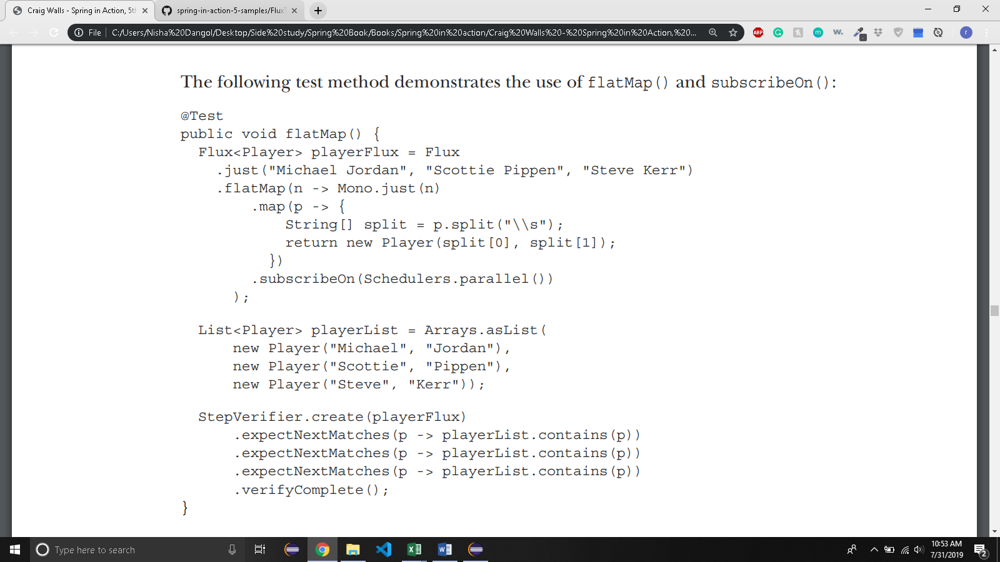 Craig Walls - Spring in Action, 5th
spring-in-action-5-samples/Flux
File
C:/Users/Nisha%20Dangol/Desktop/Side%20study/Spring%20Book/Books/Spring%20in%20action/Craig%20Walls%20-%20Spring%20in%20Action,%20...
ABP
G
m
w.
r
The following test method demonstrates the use of flatMap() and subscribeOn():
@Test
public void flatMap() {
Flux<Player> playerFlux = Flux
.just("Michael Jordan", "Scottie Pippen", "Steve Kerr")
.flatMap(n -> Mono.just(n)
.map(p -> {
String[] split = p.split("\\s");
return new Player(split[0], split[1]);
})
.subscribeOn(Schedulers.parallel())
);
List<Player> playerList = Arrays.asList(
new Player("Michael", "Jordan"),
new Player("Scottie", "Pippen"),
new Player("Steve", "Kerr"));
StepVerifier.create(playerFlux)
.expectNextMatches(p -> playerList.contains(p))
.expectNextMatches(p -> playerList.contains(p))
.expectNextMatches(p -> playerList.contains(p))
.verifyComplete();
}
Type here to search
10:53 AM
7/31/2019
2